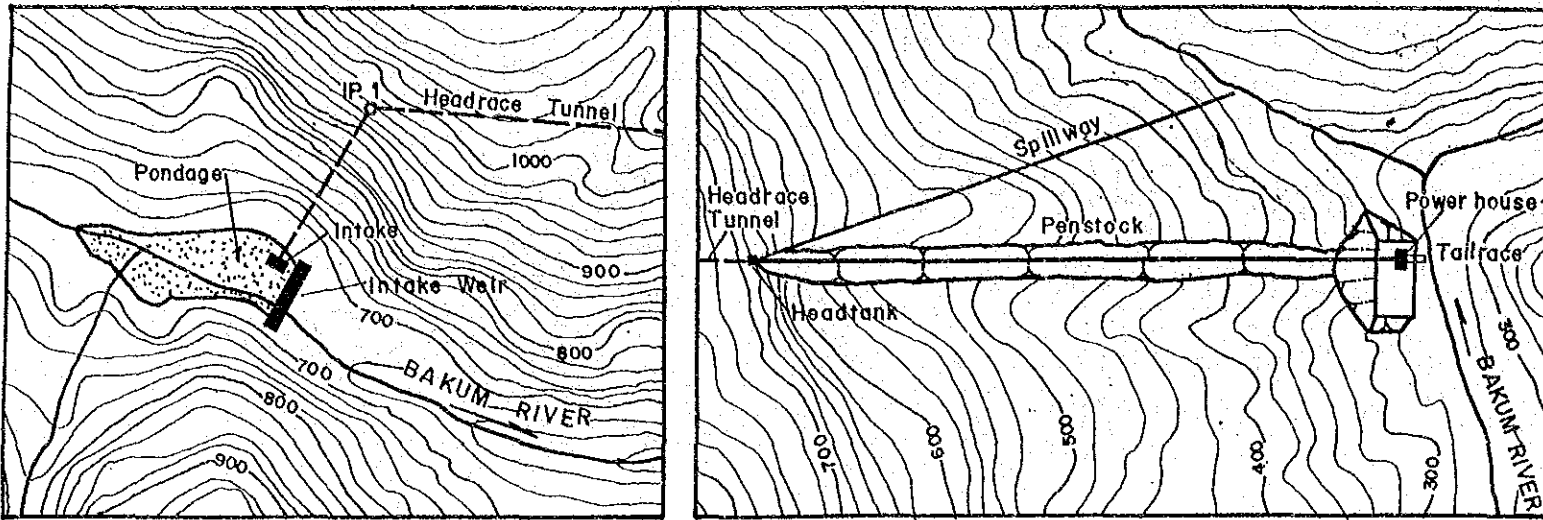 IP. 1
Headrace Tunnel
1000
Pondage
Intake
900
Intake Weir
700
800
700
BAKUM RIVER
800
900
Spillway
Headrace
Tunnel
Penstock
Power house
Tailrace
Headtank
300
700
600
500
400
300
BAKUM RIVER